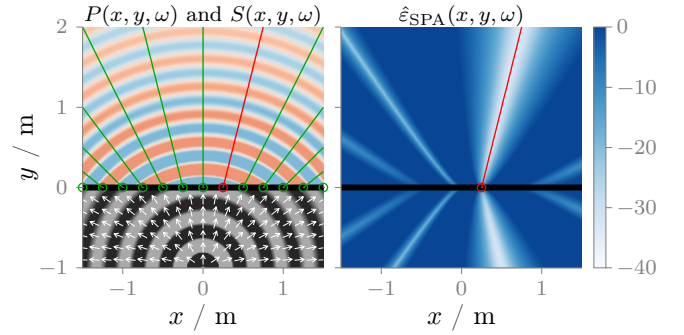 P(x, y, ω) and S(x, y, ω)
ε̂SPA(x, y, ω)
y / m
2
1
0
−1
−1 0 1
x / m
−1 0 1
x / m
0
−10
−20
−30
−40